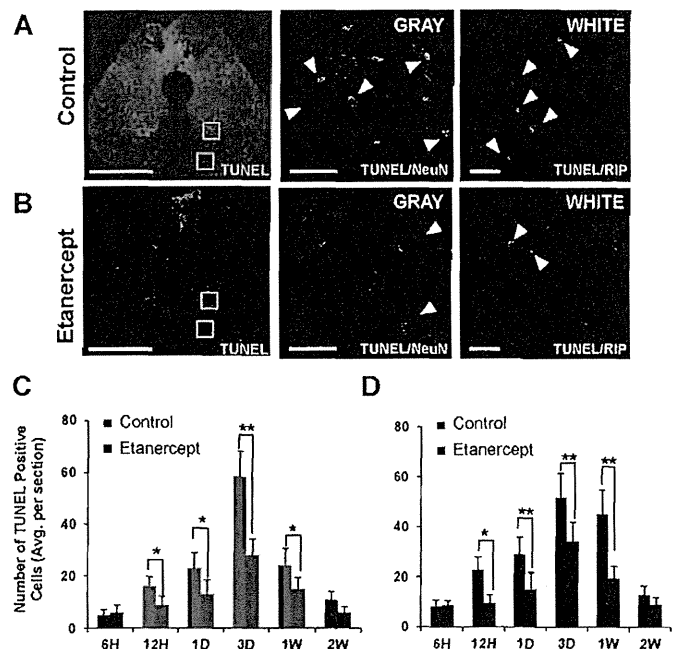 A
Control
TUNEL
GRAY
TUNEL/NeuN
WHITE
TUNEL/RIP
B
Etanercept
TUNEL
GRAY
TUNEL/NeuN
WHITE
TUNEL/RIP
C
Number of TUNEL Positive
Cells (Avg. per section)
80
60
40
20
0
Control
Etanercept
*
*
**
*
6H 12H 1D 3D 1W 2W
D
80
60
40
20
0
Control
Etanercept
*
**
**
**
6H 12H 1D 3D 1W 2W